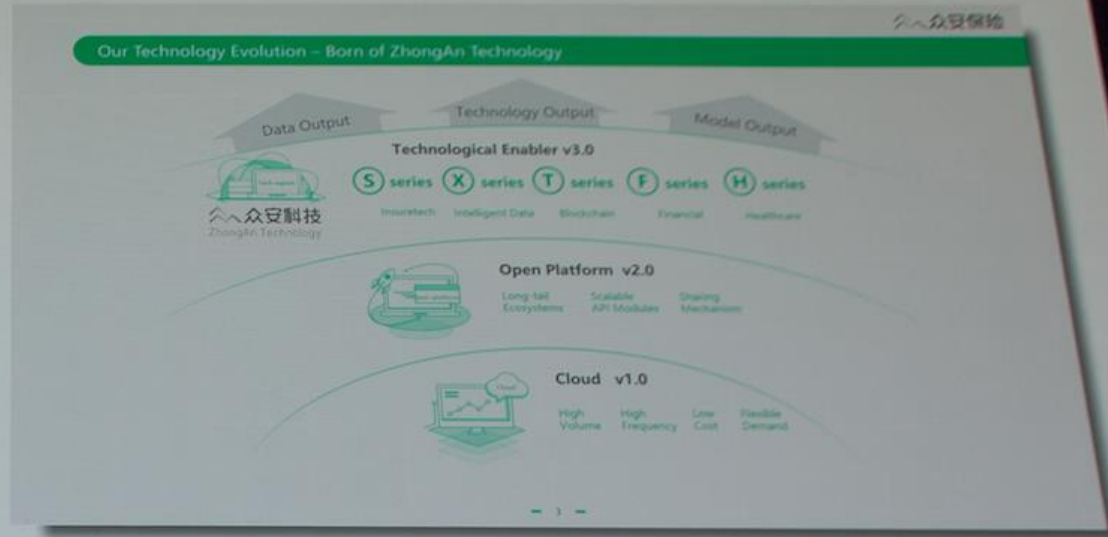 众安保险
Our Technology Evolution – Born of ZhongAn Technology
Data Output
Technology Output
Model Output
Technological Enabler v3.0
S series X series T series F series H series
Insuretech Intelligent Data Blockchain Financial Healthcare
众安科技
ZhongAn Technology
Open Platform v2.0
Long-tail Scalable Sharing
Ecosystems API Modules Mechanism
Cloud v1.0
Cloud
High High Low Flexible
Volume Frequency Cost Demand
3